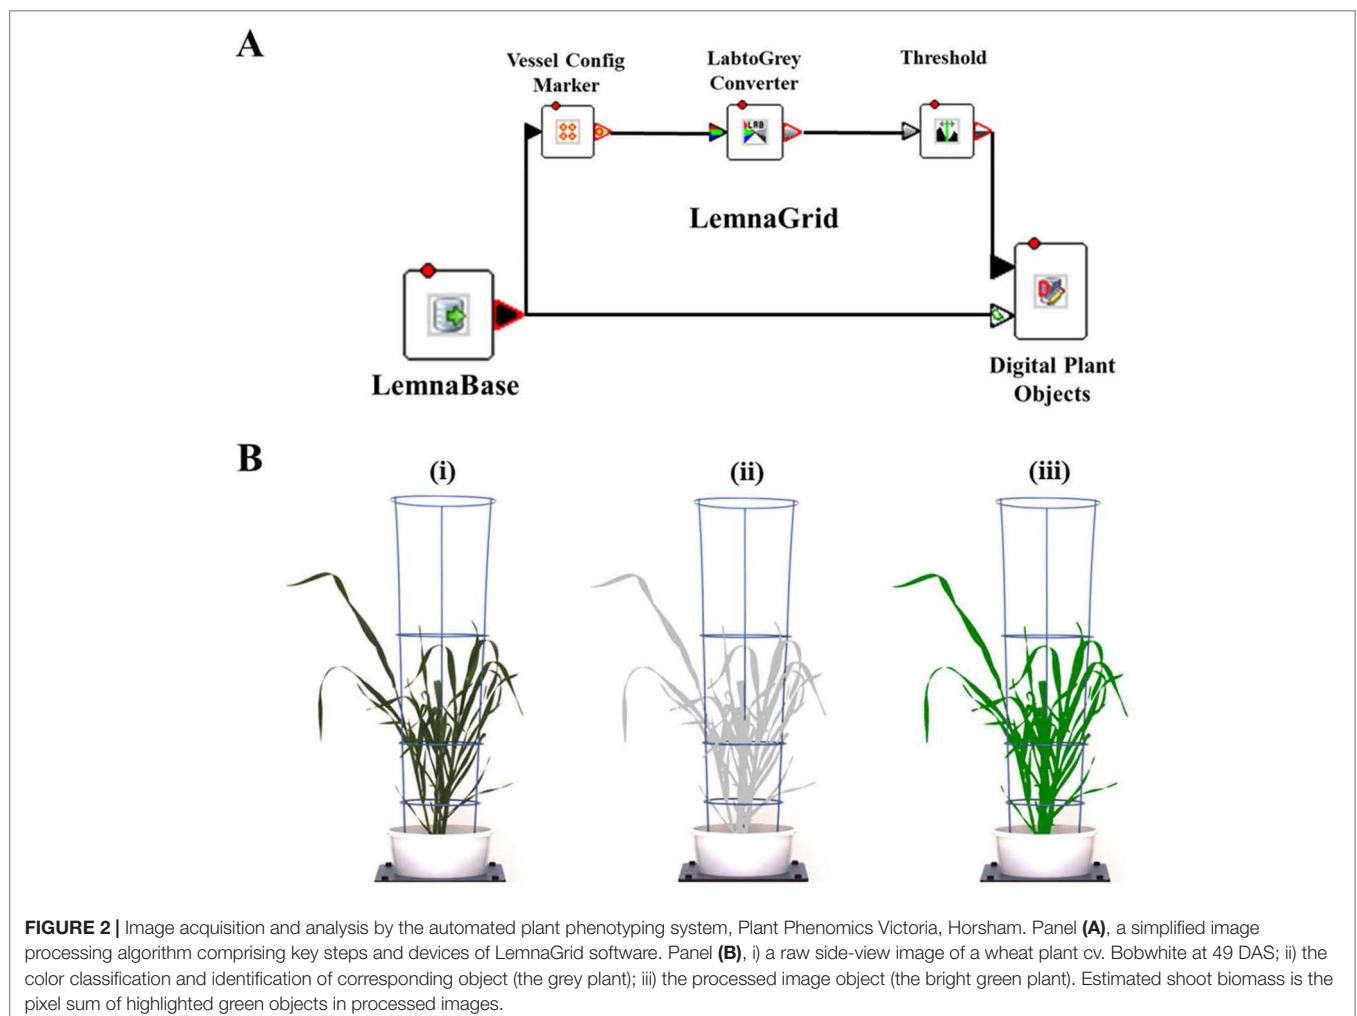 A
Vessel Config
Marker
LabtoGrey
Converter
Threshold
LAB
LemnaGrid
D
LemnaBase
Digital Plant
Objects
B
(i)
(ii)
(iii)
FIGURE 2 | Image acquisition and analysis by the automated plant phenotyping system, Plant Phenomics Victoria, Horsham. Panel (A), a simplified image
processing algorithm comprising key steps and devices of LemnaGrid software. Panel (B), i) a raw side-view image of a wheat plant cv. Bobwhite at 49 DAS; ii) the
color classification and identification of corresponding object (the grey plant); iii) the processed image object (the bright green plant). Estimated shoot biomass is the
pixel sum of highlighted green objects in processed images.